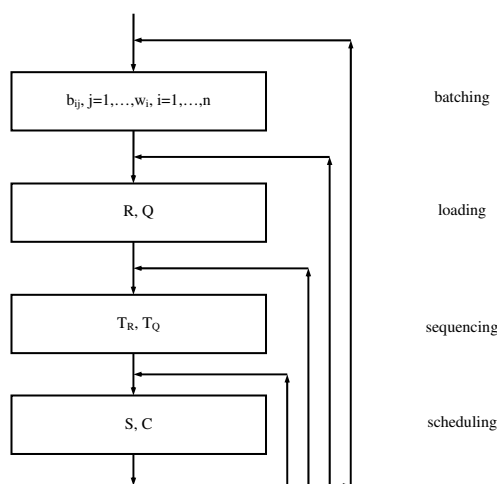 b_ij, j=1,…,w_i, i=1,…,n
batching
R, Q
loading
T_R, T_Q
sequencing
S, C
scheduling